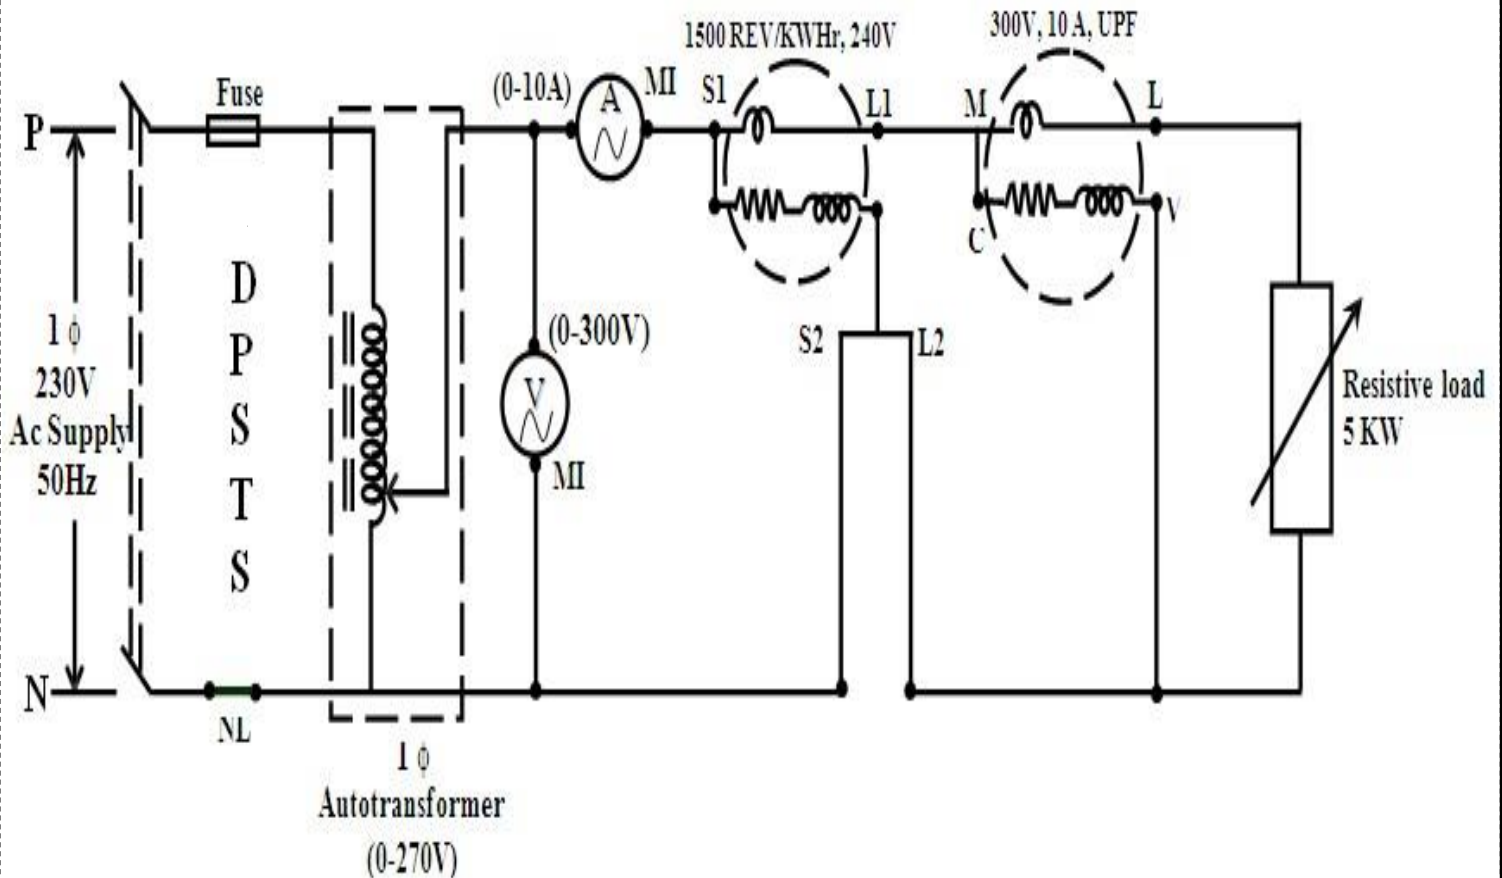 1500 REV/KWHr, 240V
300V, 10 A, UPF
Fuse
(0-10A)
A
MI
S1
L1
M
L
P
D
P
S
T
S
C
V
1 ϕ
230V
Ac Supply
50Hz
(0-300V)
V
MI
S2
L2
Resistive load
5 KW
N
NL
1 ϕ
Autotransformer
(0-270V)